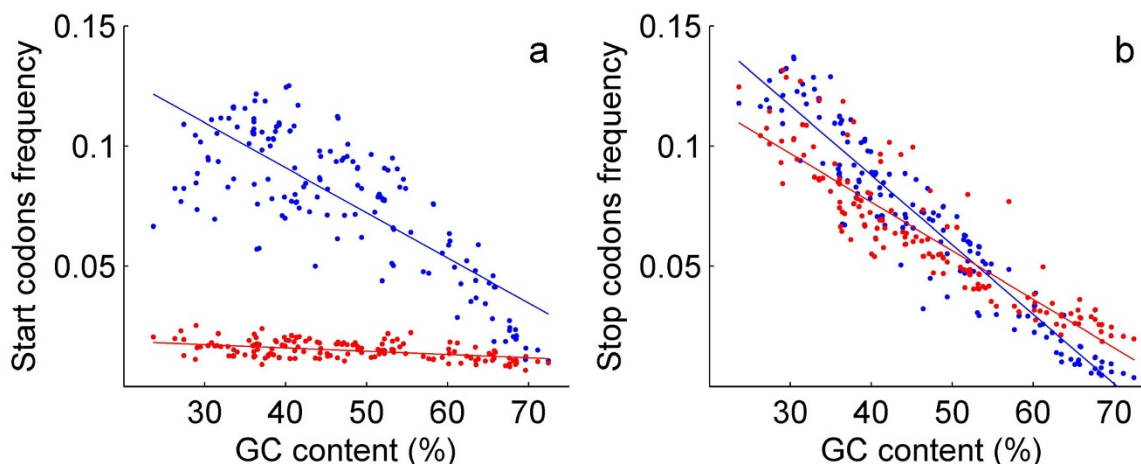 0.15
a
0.1
0.05
Start codons frequency
30 40 50 60 70
GC content (%)
0.15
b
0.1
0.05
Stop codons frequency
30 40 50 60 70
GC content (%)